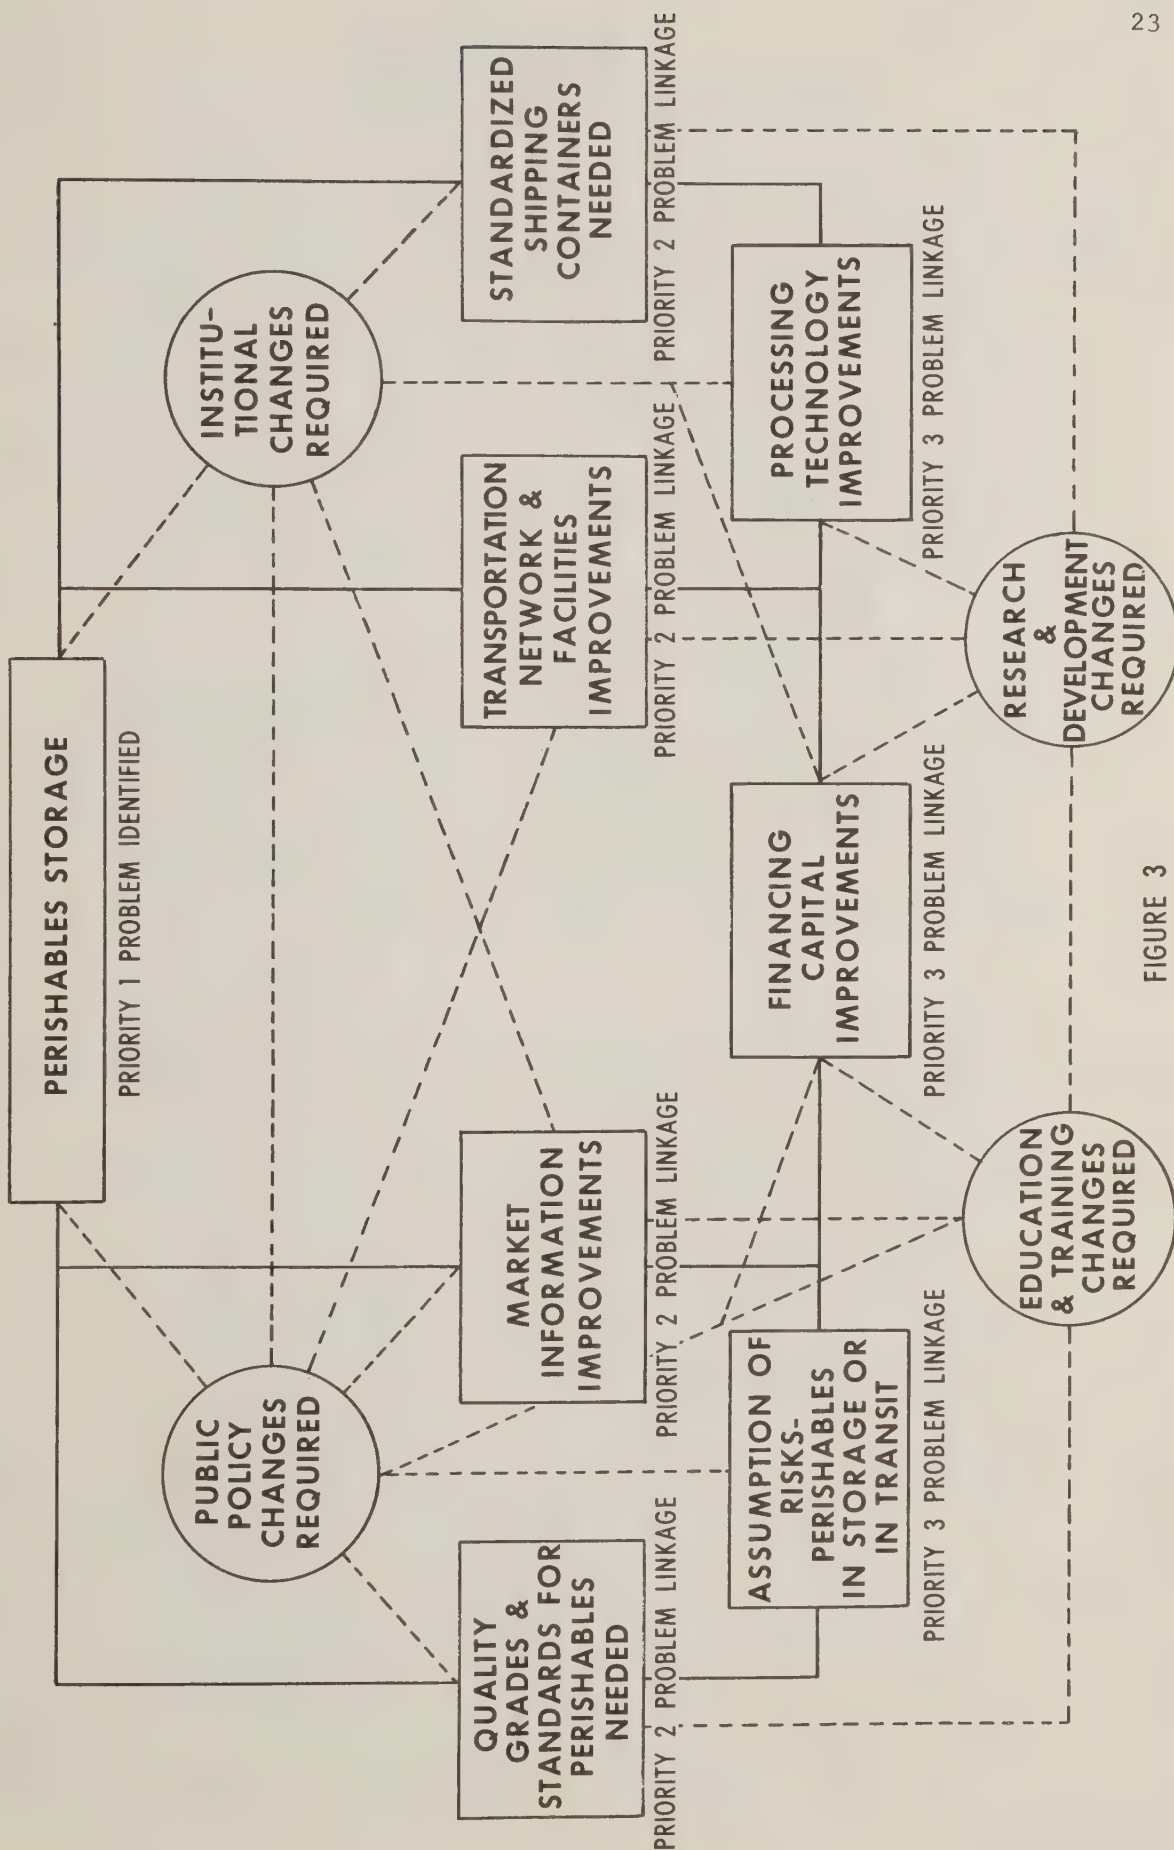 23
PERISHABLES STORAGE
PRIORITY 1 PROBLEM IDENTIFIED
PUBLIC
POLICY
CHANGES
REQUIRED
INSTITU-
TIONAL
CHANGES
REQUIRED
QUALITY
GRADES &
STANDARDS FOR
PERISHABLES
NEEDED
PRIORITY 2 PROBLEM LINKAGE
MARKET
INFORMATION
IMPROVEMENTS
PRIORITY 2 PROBLEM LINKAGE
TRANSPORTATION
NETWORK &
FACILITIES
IMPROVEMENTS
PRIORITY 2 PROBLEM LINKAGE
STANDARDIZED
SHIPPING
CONTAINERS
NEEDED
PRIORITY 2 PROBLEM LINKAGE
ASSUMPTION OF
RISKS-
PERISHABLES
IN STORAGE OR
IN TRANSIT
PRIORITY 3 PROBLEM LINKAGE
FINANCING
CAPITAL
IMPROVEMENTS
PRIORITY 3 PROBLEM LINKAGE
PROCESSING
TECHNOLOGY
IMPROVEMENTS
PRIORITY 3 PROBLEM LINKAGE
EDUCATION
& TRAINING
CHANGES
REQUIRED
RESEARCH
&
DEVELOPMENT
CHANGES
REQUIRED
FIGURE 3